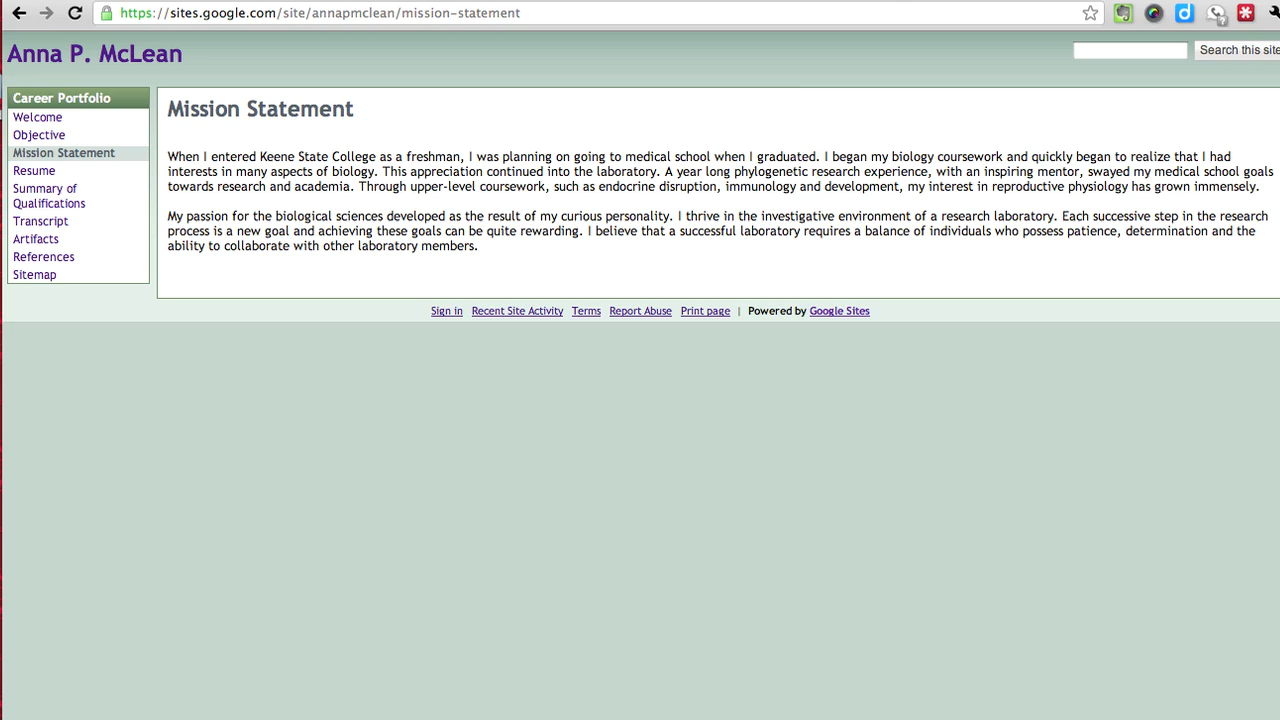 https://sites.google.com/site/annapmclean/mission-statement
Anna P. McLean
Search this site
Career Portfolio
Welcome
Objective
Mission Statement
Resume
Summary of
Qualifications
Transcript
Artifacts
References
Sitemap
Mission Statement
When I entered Keene State College as a freshman, I was planning on going to medical school when I graduated. I began my biology coursework and quickly began to realize that I had
interests in many aspects of biology. This appreciation continued into the laboratory. A year long phylogenetic research experience, with an inspiring mentor, swayed my medical school goals
towards research and academia. Through upper-level coursework, such as endocrine disruption, immunology and development, my interest in reproductive physiology has grown immensely.
My passion for the biological sciences developed as the result of my curious personality. I thrive in the investigative environment of a research laboratory. Each successive step in the research
process is a new goal and achieving these goals can be quite rewarding. I believe that a successful laboratory requires a balance of individuals who possess patience, determination and the
ability to collaborate with other laboratory members.
Sign in Recent Site Activity Terms Report Abuse Print page | Powered by Google Sites